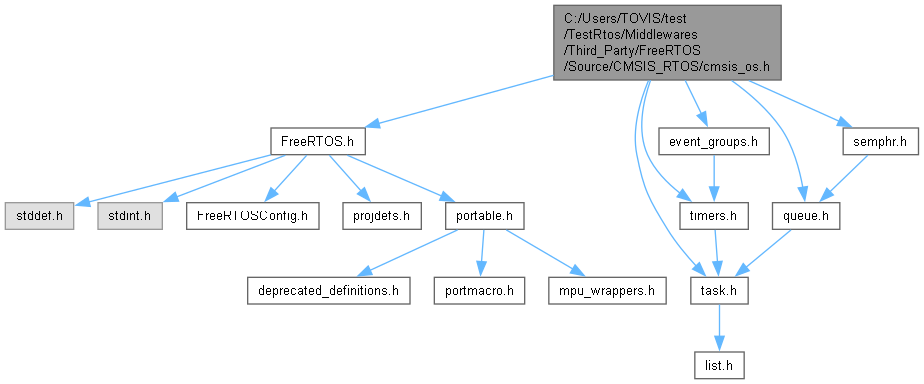 C:/Users/TOVIS/test
/TestRtos/Middlewares
/Third_Party/FreeRTOS
/Source/CMSIS_RTOS/cmsis_os.h
FreeRTOS.h
event_groups.h
semphr.h
stddef.h
stdint.h
FreeRTOSConfig.h
projdefs.h
portable.h
timers.h
queue.h
deprecated_definitions.h
portmacro.h
mpu_wrappers.h
task.h
list.h